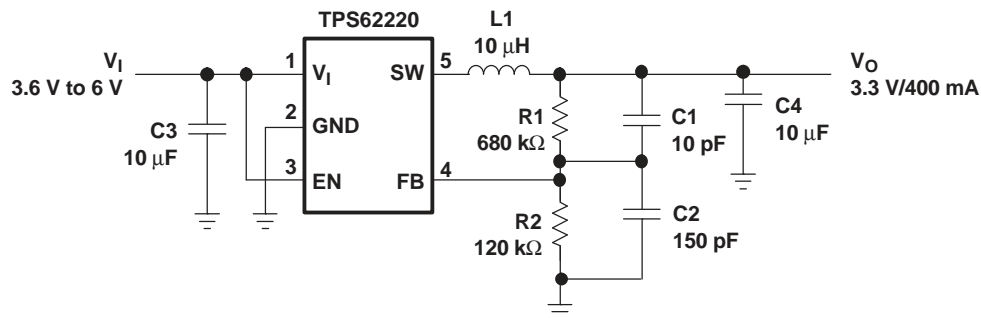 TPS62220
L1
10 μH
V_I
3.6 V to 6 V
1
V_I
SW
5
V_O
3.3 V/400 mA
C3
10 μF
2
GND
R1
680 kΩ
C1
10 pF
C4
10 μF
3
EN
FB
4
R2
120 kΩ
C2
150 pF